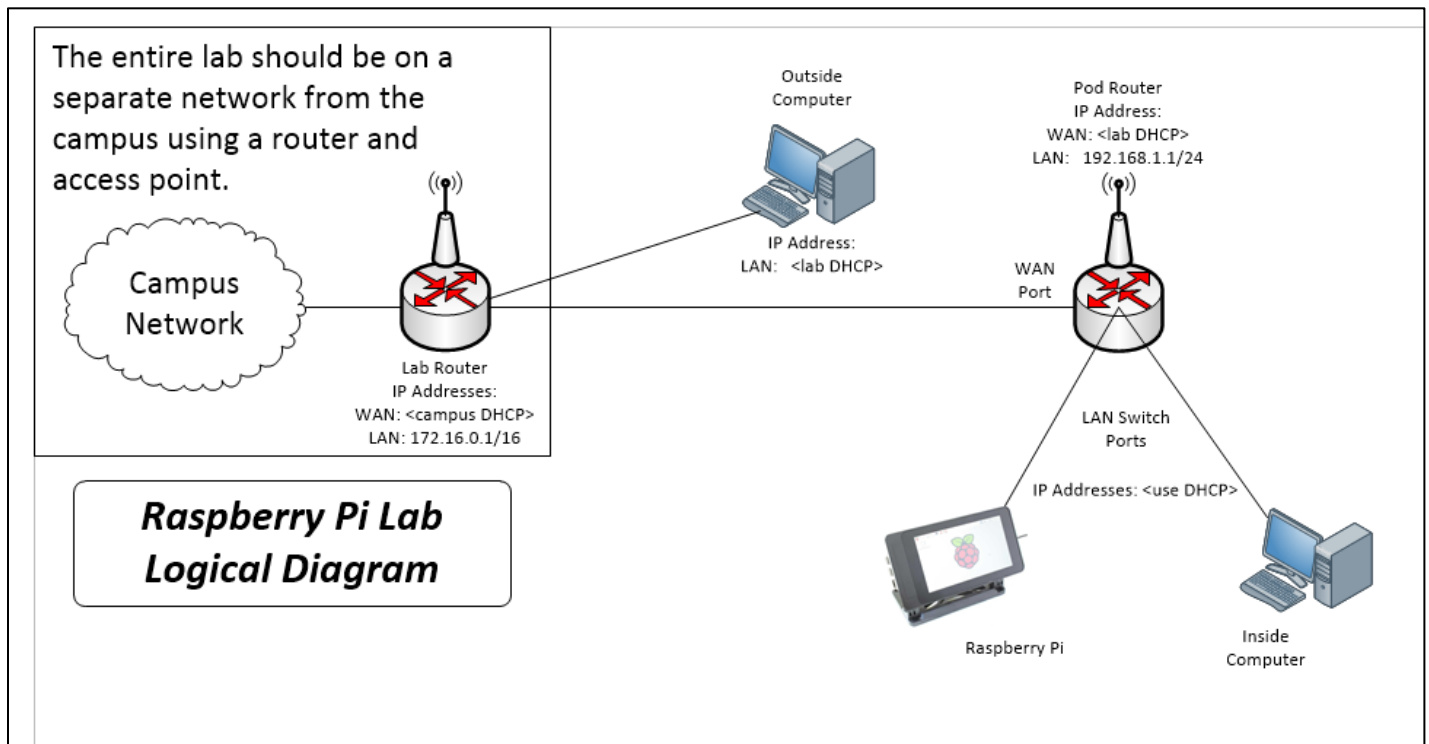 The entire lab should be on a
separate network from the
campus using a router and
access point.
Campus
Network
Lab Router
IP Addresses:
WAN: <campus DHCP>
LAN: 172.16.0.1/16
Outside
Computer
IP Address:
LAN:   <lab DHCP>
Pod Router
IP Address:
WAN: <lab DHCP>
LAN:   192.168.1.1/24
WAN
Port
LAN Switch
Ports
IP Addresses: <use DHCP>
Raspberry Pi
Inside
Computer
Raspberry Pi Lab
Logical Diagram